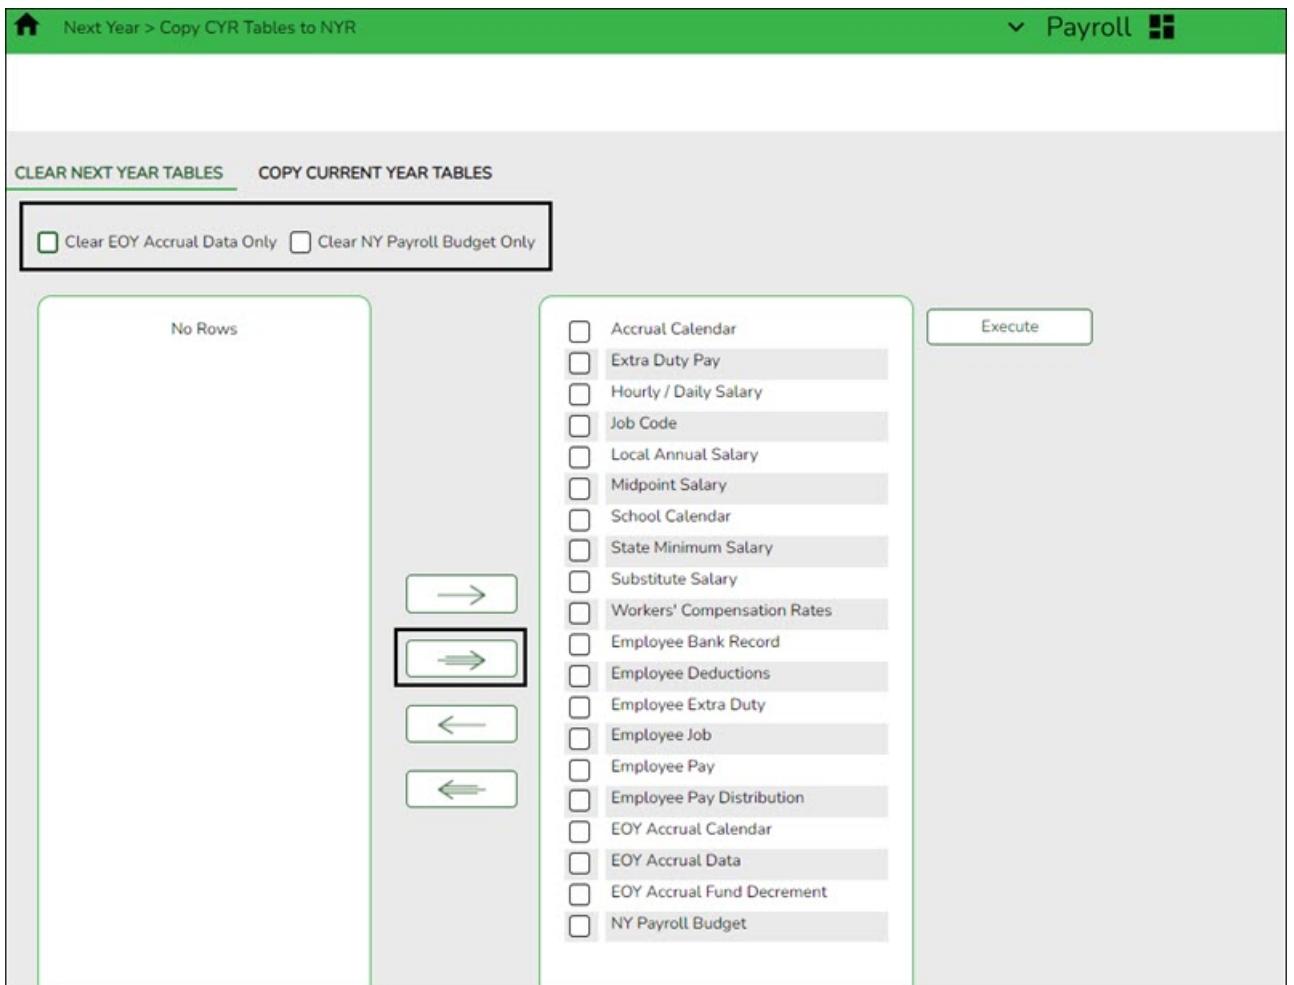 Next Year > Copy CYR Tables to NYR
Payroll
CLEAR NEXT YEAR TABLES
COPY CURRENT YEAR TABLES
Clear EOY Accrual Data Only
Clear NY Payroll Budget Only
No Rows
Accrual Calendar
Extra Duty Pay
Hourly / Daily Salary
Job Code
Local Annual Salary
Midpoint Salary
School Calendar
State Minimum Salary
Substitute Salary
Workers' Compensation Rates
Employee Bank Record
Employee Deductions
Employee Extra Duty
Employee Job
Employee Pay
Employee Pay Distribution
EOY Accrual Calendar
EOY Accrual Data
EOY Accrual Fund Decrement
NY Payroll Budget
Execute